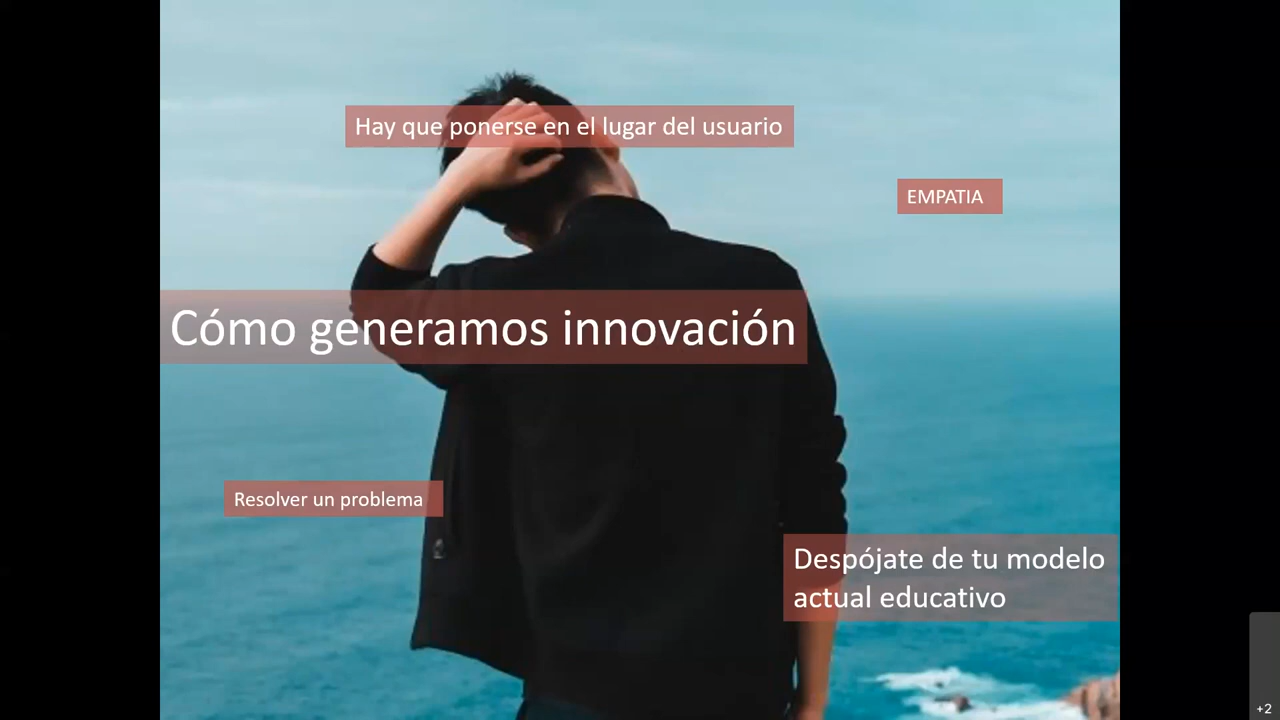 Hay que ponerse en el lugar del usuario
EMPATIA
Cómo generamos innovación
Resolver un problema
Despójate de tu modelo
actual educativo
+2